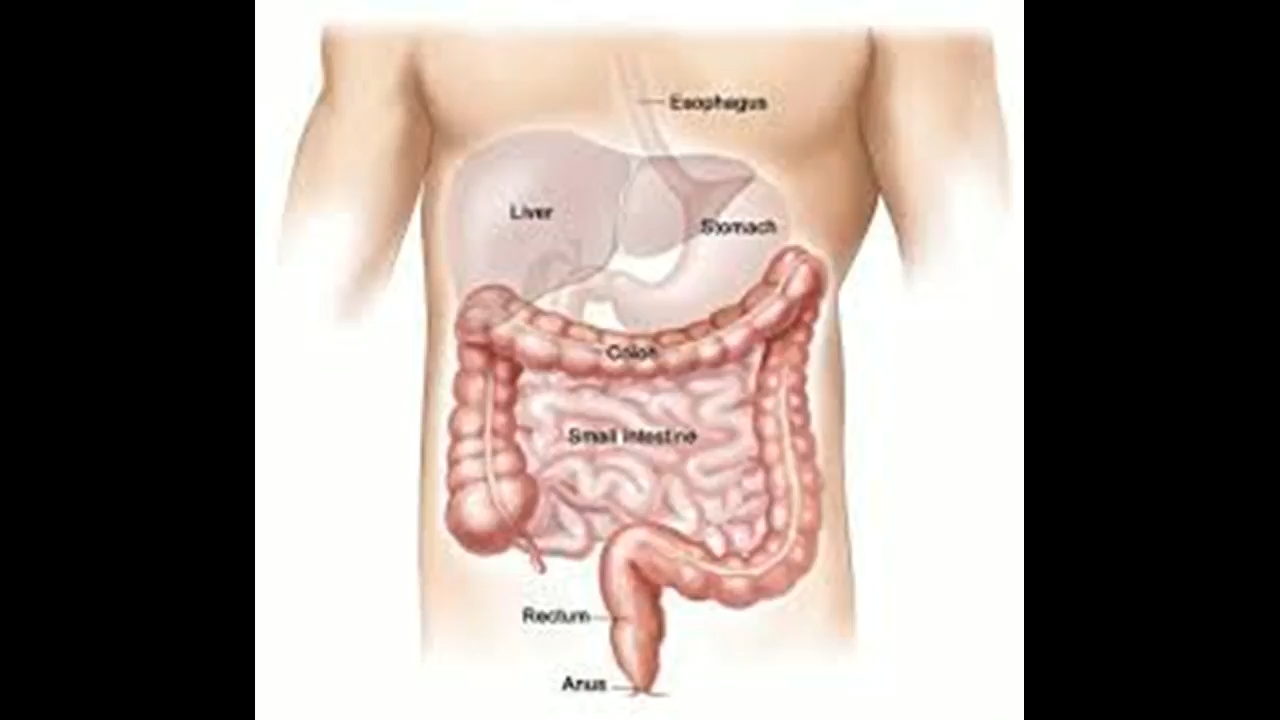 Esophagus
Liver
Stomach
Colon
Small Intestine
Rectum
Anus